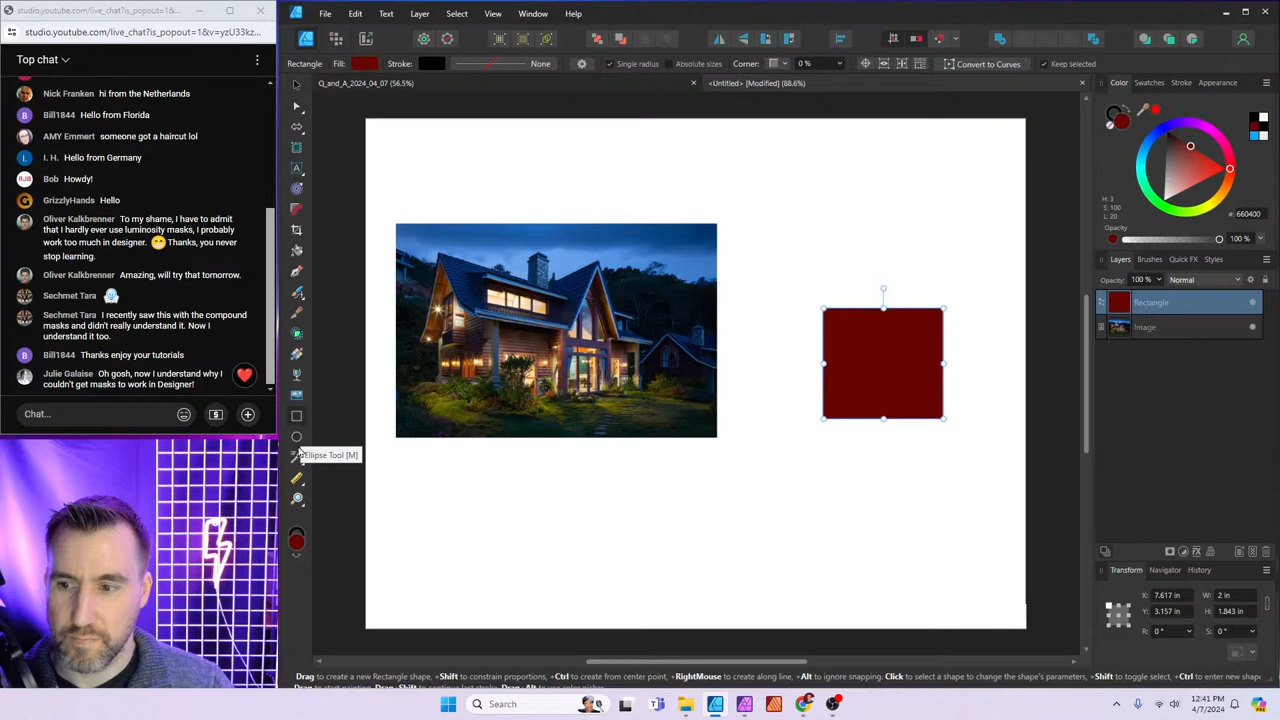 studio.youtube.com/live_chat?is_popout=1&v=yzU33kz...
studio.youtube.com/live_chat?is_popout=1&v=yzU33kz...
Top chat
Nick Franken hi from the Netherlands
Bill1844 Hello from Florida
AMY Emmert someone got a haircut lol
I. H. Hello from Germany
Bob Howdy!
GrizzlyHands Hello
Oliver Kalkbrenner To my shame, I have to admit
that I hardly ever use luminosity masks, I probably
work too much in designer. 😁 Thanks, you never
stop learning.
Oliver Kalkbrenner Amazing, will try that tomorrow.
Sechmet Tara
Sechmet Tara I recently saw this with the compound
masks and didn't really understand it. Now I
understand it too.
Bill1844 Thanks enjoy your tutorials
Julie Galaise Oh gosh, now I understand why I
couldn't get masks to work in Designer!
Chat...
File Edit Text Layer Select View Window Help
Rectangle Fill: Stroke: None Single radius Absolute sizes Corner: 0 % Convert to Curves Keep selected
Q_and_A_2024_04_07 (56.5%)
<Untitled> [Modified] (88.6%)
Ellipse Tool [M]
Color Swatches Stroke Appearance
H: 3
S: 100
L: 20
#: 660400
Opacity
100 %
Layers Brushes Quick FX Styles
Opacity: 100 % Normal
Rectangle
Image
Transform Navigator History
X: 7.617 in W: 2 in
Y: 3.157 in H: 1.843 in
R: 0 ° S: 0 °
Drag to create a new Rectangle shape, +Shift to constrain proportions, +Ctrl to create from center point, +RightMouse to create along line, +Alt to ignore snapping. Click to select a shape to change the shape's parameters, +Shift to toggle select, +Ctrl to enter new shape
Search
12:41 PM
4/7/2024